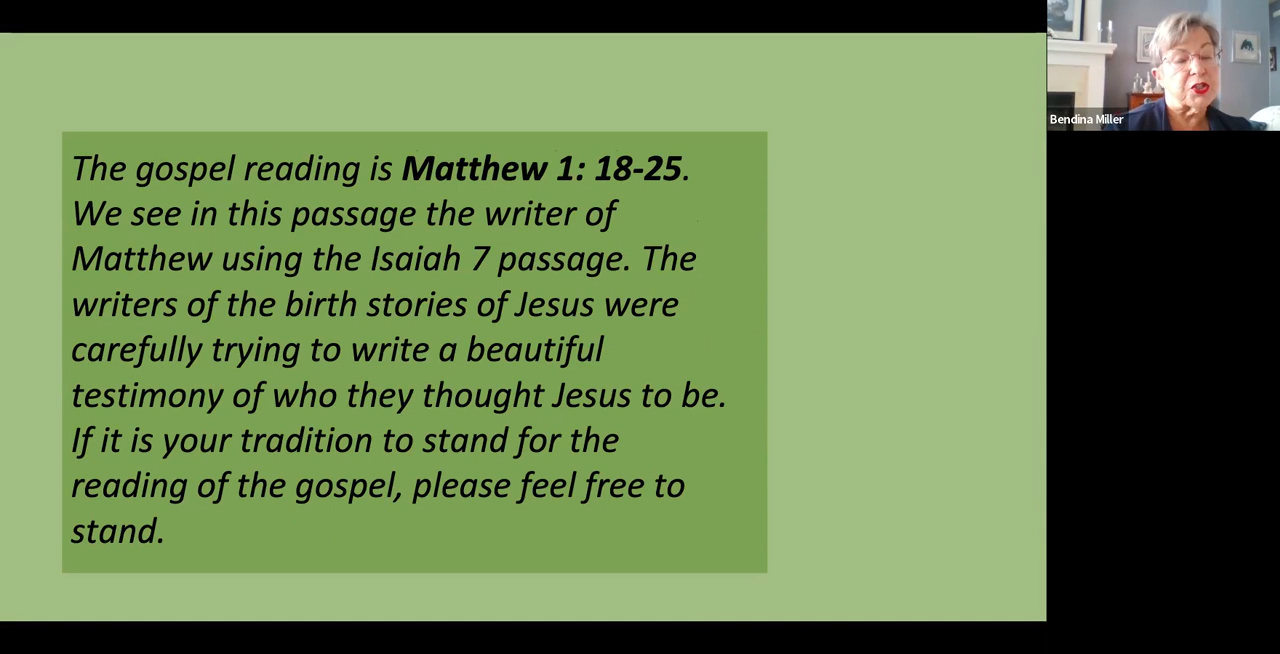 The gospel reading is Matthew 1: 18-25.
We see in this passage the writer of
Matthew using the Isaiah 7 passage. The
writers of the birth stories of Jesus were
carefully trying to write a beautiful
testimony of who they thought Jesus to be.
If it is your tradition to stand for the
reading of the gospel, please feel free to
stand.
Bendina Miller